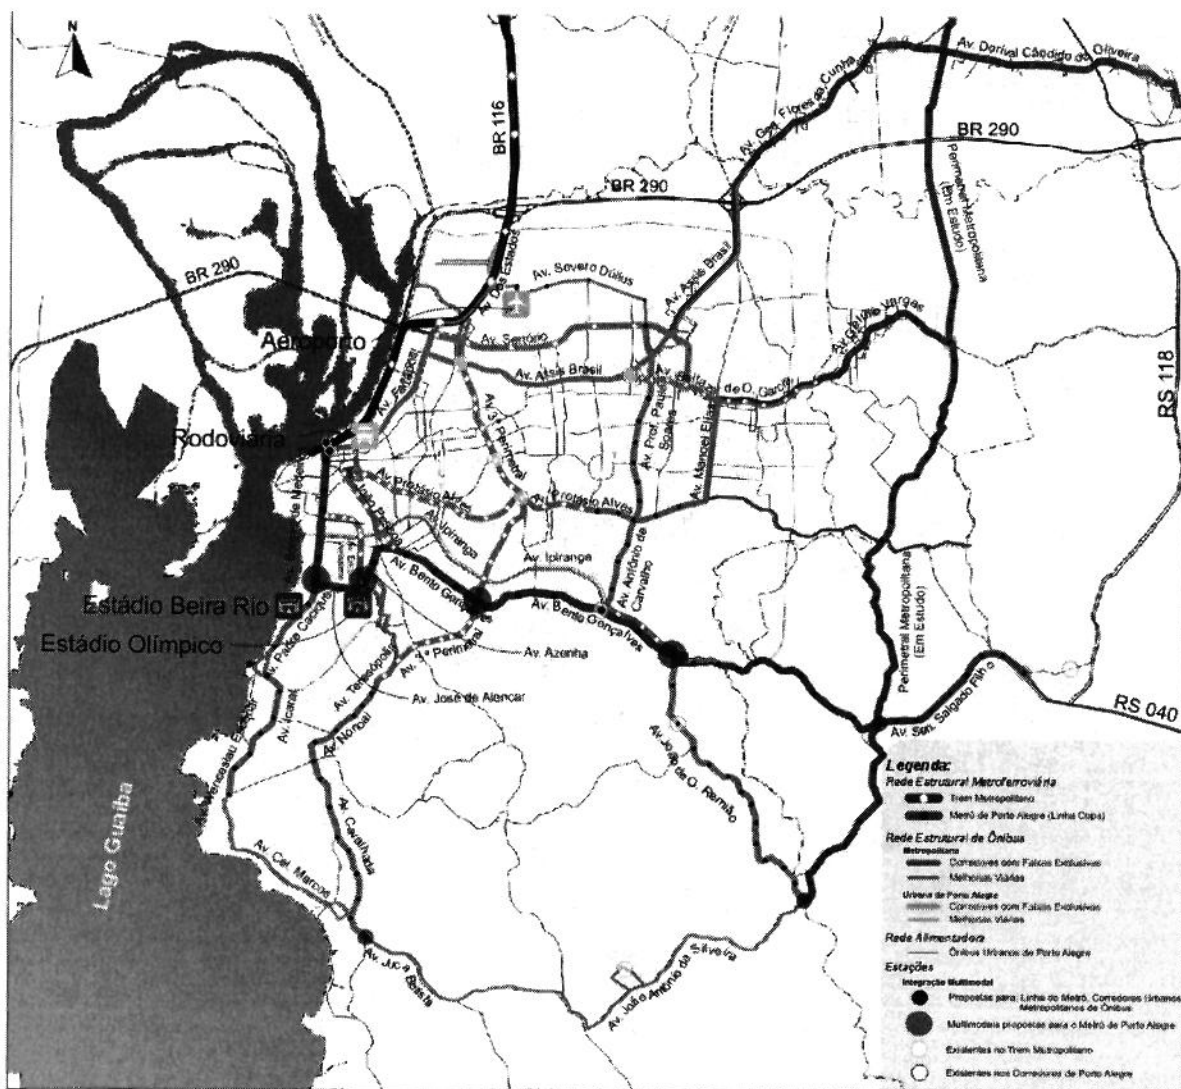 N
BR 116
Av. Gen. Flores da Cunha
Av. Dorival Cândido de Oliveira
BR 290
BR 290
Perimetral Metropolitana
(Em Estudo)
BR 290
Av. Dos Estados
Av. Severo Dúlius
Av. Assis Brasil
Av. Getúlio Vargas
RS 118
Aeroporto
Av. Sertório
Av. Assis Brasil
Av. Farrapos
Av. Prof. Paulo
Soares
Av. Manoel Elias
Rodoviária
Av. 3ª Perimetral
Av. Protásio Alves
Av. Protásio Alves
Av. Ipiranga
Av. Ipiranga
Av. Antônio de
Carvalho
Av. Bento Gonçalves
Perimetral Metropolitana
(Em Estudo)
Estádio Beira Rio
Estádio Olímpico
Av. Padre Cacique
Av. Teresópolis
Av. Azenha
Av. José de Alencar
Av. Icaraí
Av. Nonoai
Av. Cavalhada
Av. Sen. Salgado Filho
RS 040
Lago Guaíba
Av. Cel. Marcos
Av. Juca Batista
Av. João Antônio da Silveira
Legenda:
Rede Estrutural Metroferroviária
Trem Metropolitano
Metrô de Porto Alegre (Linha Copa)
Rede Estrutural de Ônibus
Metropolitana
Corredores com Faixas Exclusivas
Melhorias Viárias
Urbana de Porto Alegre
Corredores com Faixas Exclusivas
Melhorias Viárias
Rede Alimentadora
Ônibus Urbanos de Porto Alegre
Estações
Integração Multimodal
Propostas para: Linha do Metrô, Corredores Urbanos
Metropolitanos de Ônibus
Multimodais propostas para o Metrô de Porto Alegre
Existentes no Trem Metropolitano
Existentes nos Corredores de Porto Alegre